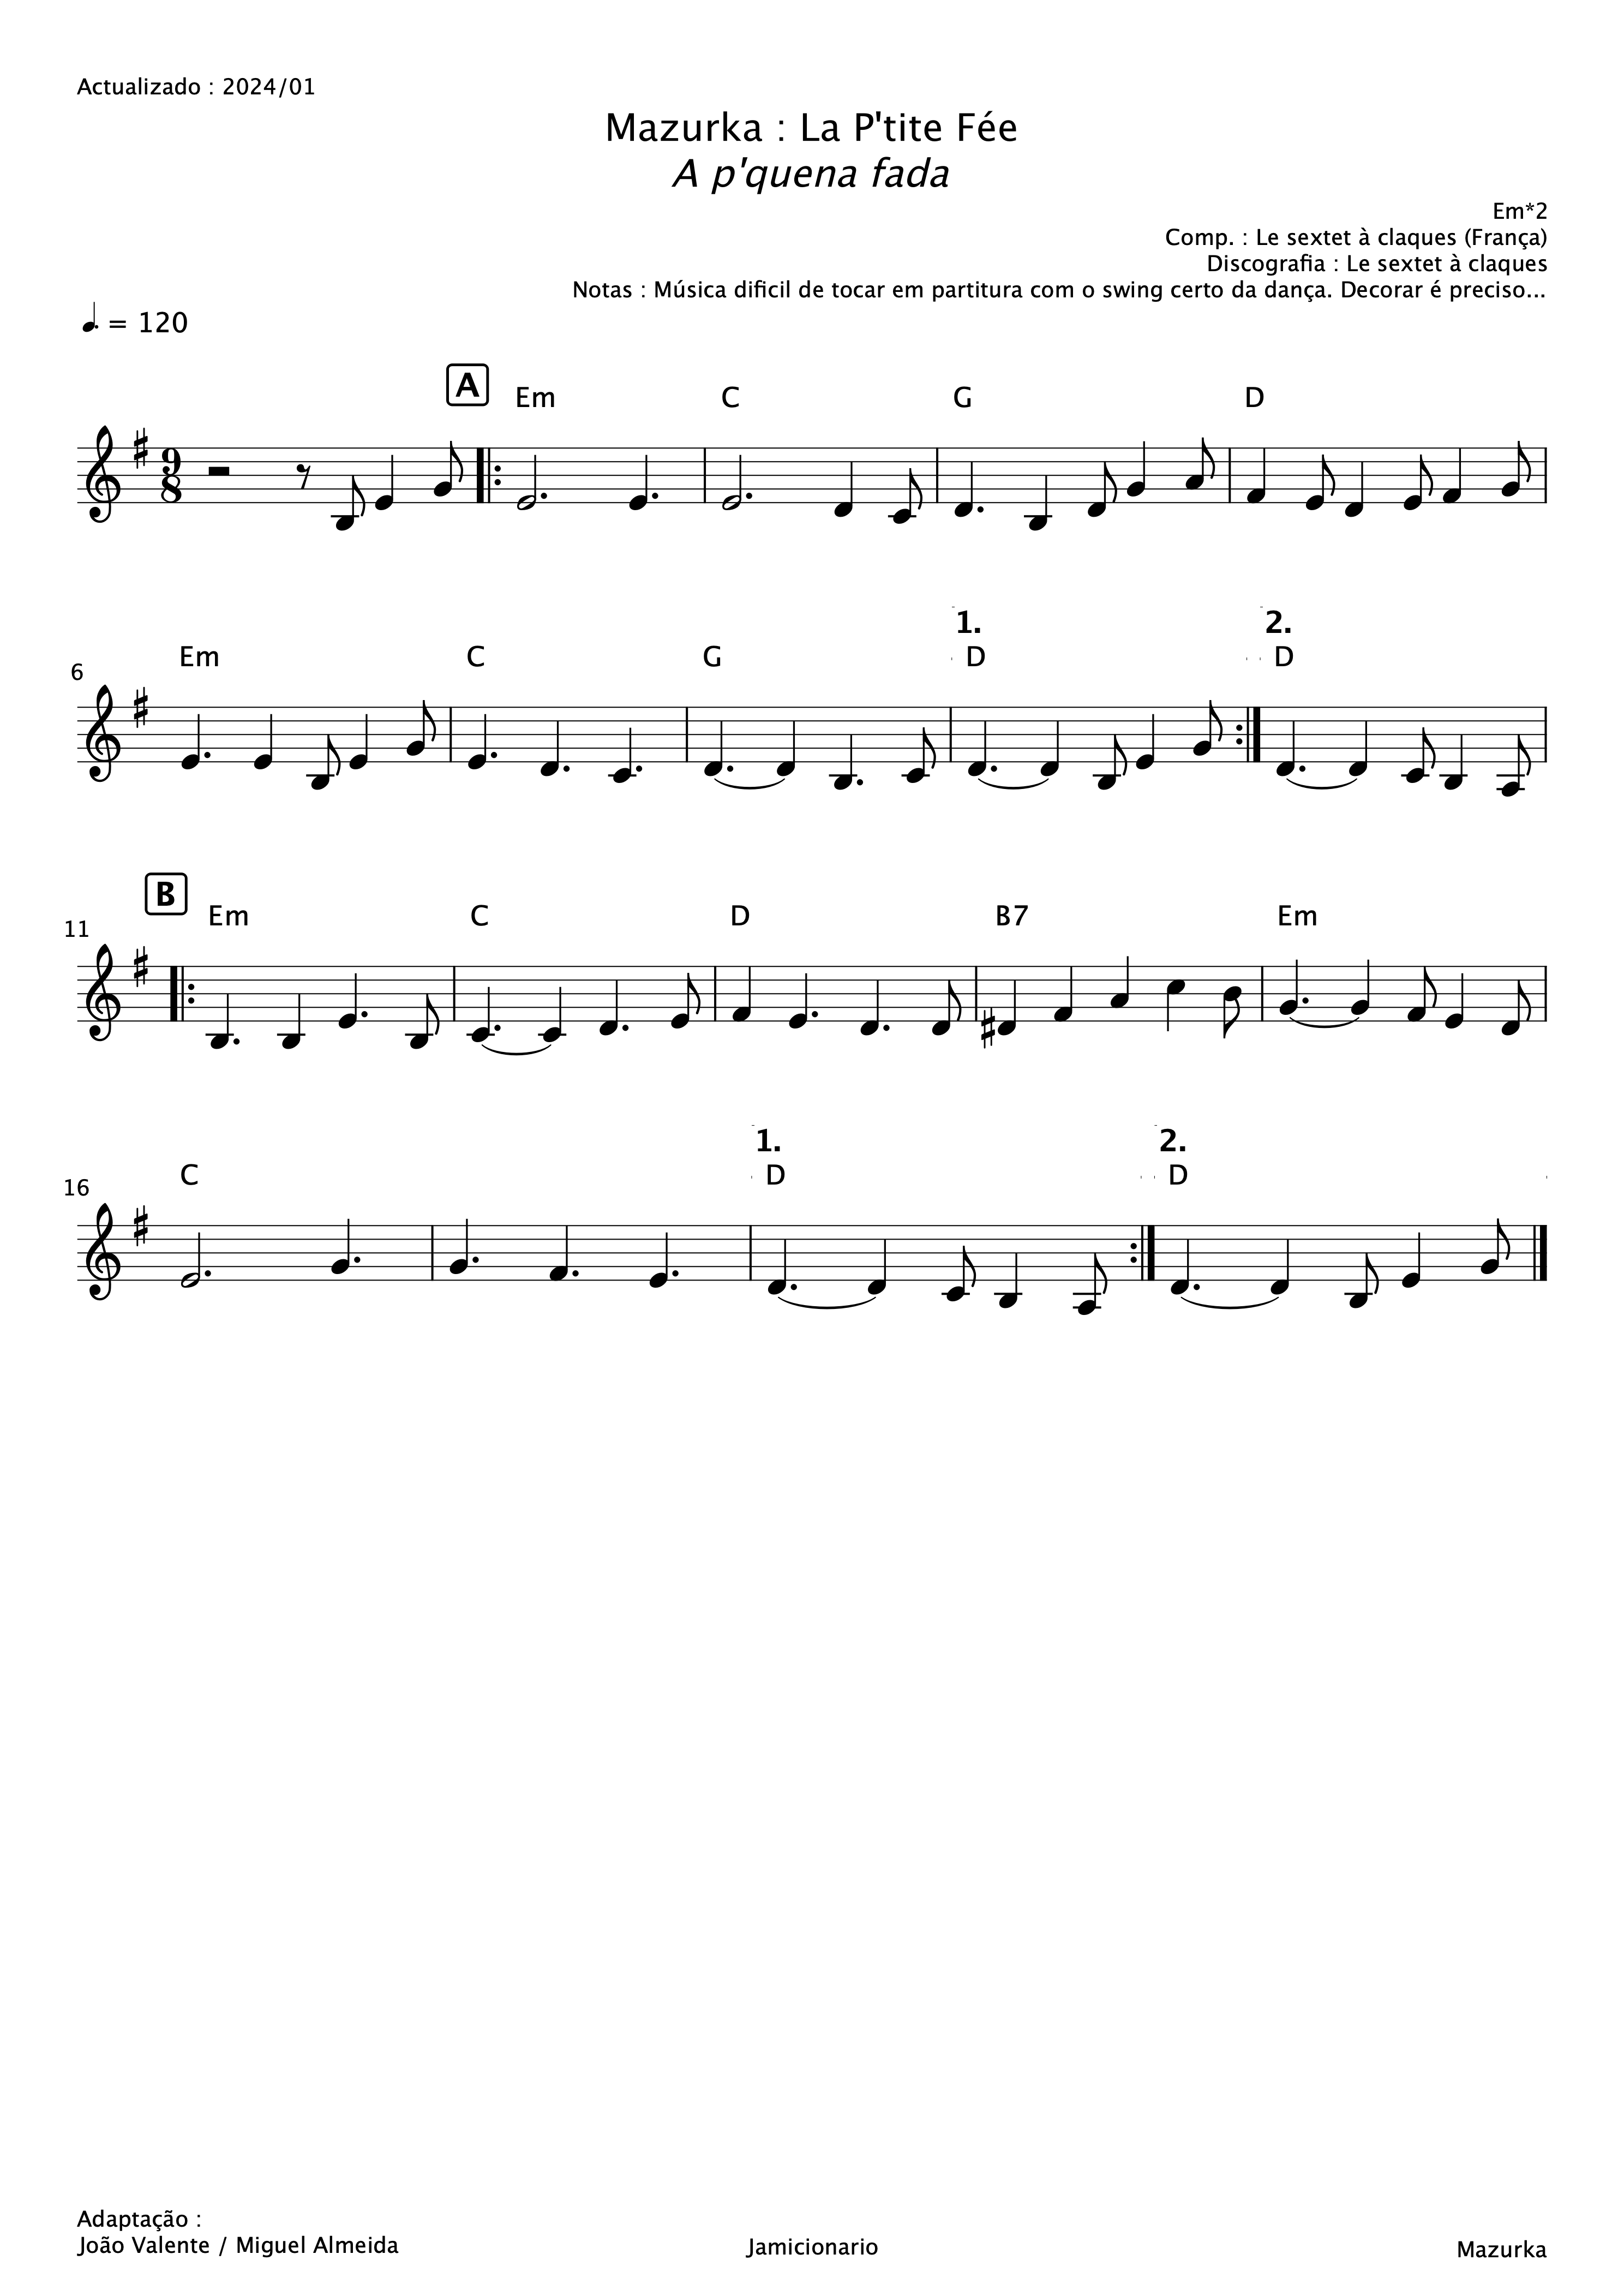 Actualizado : 2024/01
Mazurka : La P'tite Fée
A p'quena fada
Em*2
Comp. : Le sextet à claques (França)
Discografia : Le sextet à claques
Notas : Música dificil de tocar em partitura com o swing certo da dança. Decorar é preciso...
= 120
A Em C G D
9
8
1. 2.
6 Em C G D D
B Em C D B7 Em
11
1. 2.
16 C D D
Adaptação :
João Valente / Miguel Almeida Jamicionario Mazurka